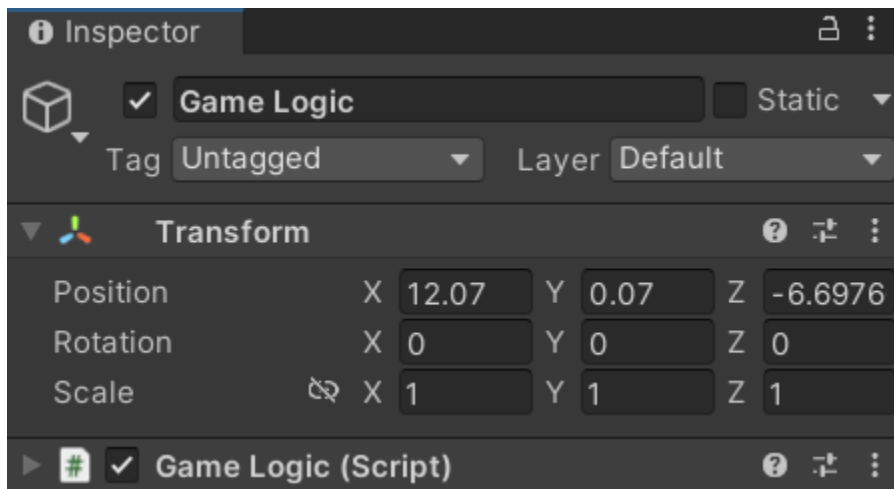 Inspector
Game Logic Static
Tag Untagged Layer Default
Transform
Position X 12.07 Y 0.07 Z -6.6976
Rotation X 0 Y 0 Z 0
Scale X 1 Y 1 Z 1
# Game Logic (Script)